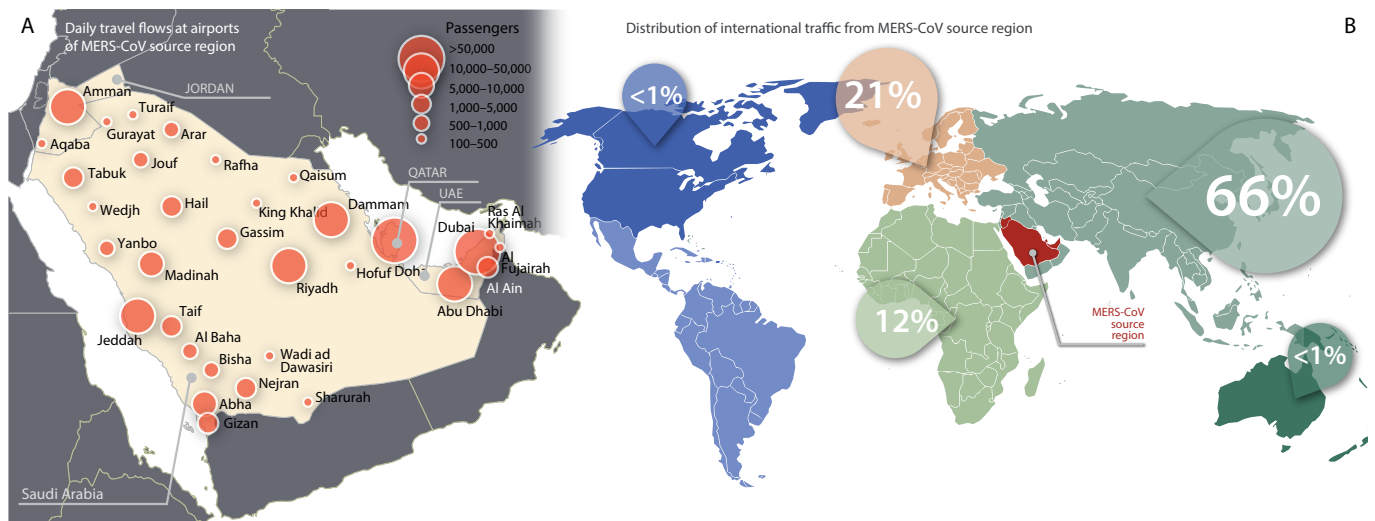 A
Daily travel flows at airports
of MERS-CoV source region
Passengers
>50,000
10,000–50,000
5,000–10,000
1,000–5,000
500–1,000
100–500
JORDAN
Amman
Turaif
Gurayat
Arar
Aqaba
Jouf
Rafha
Tabuk
Qaisum
QATAR
UAE
Wedjh
Hail
King Khalid
Dammam
Ras Al
Khaimah
Dubai
Gassim
Yanbo
Madinah
Riyadh
Hofuf
Doh
Al
Fujairah
Al Ain
Abu Dhabi
Jeddah
Taif
Al Baha
Bisha
Wadi ad
Dawasiri
Nejran
Abha
Sharurah
Gizan
Saudi Arabia
Distribution of international traffic from MERS-CoV source region
B
<1%
21%
66%
12%
MERS-CoV
source
region
<1%